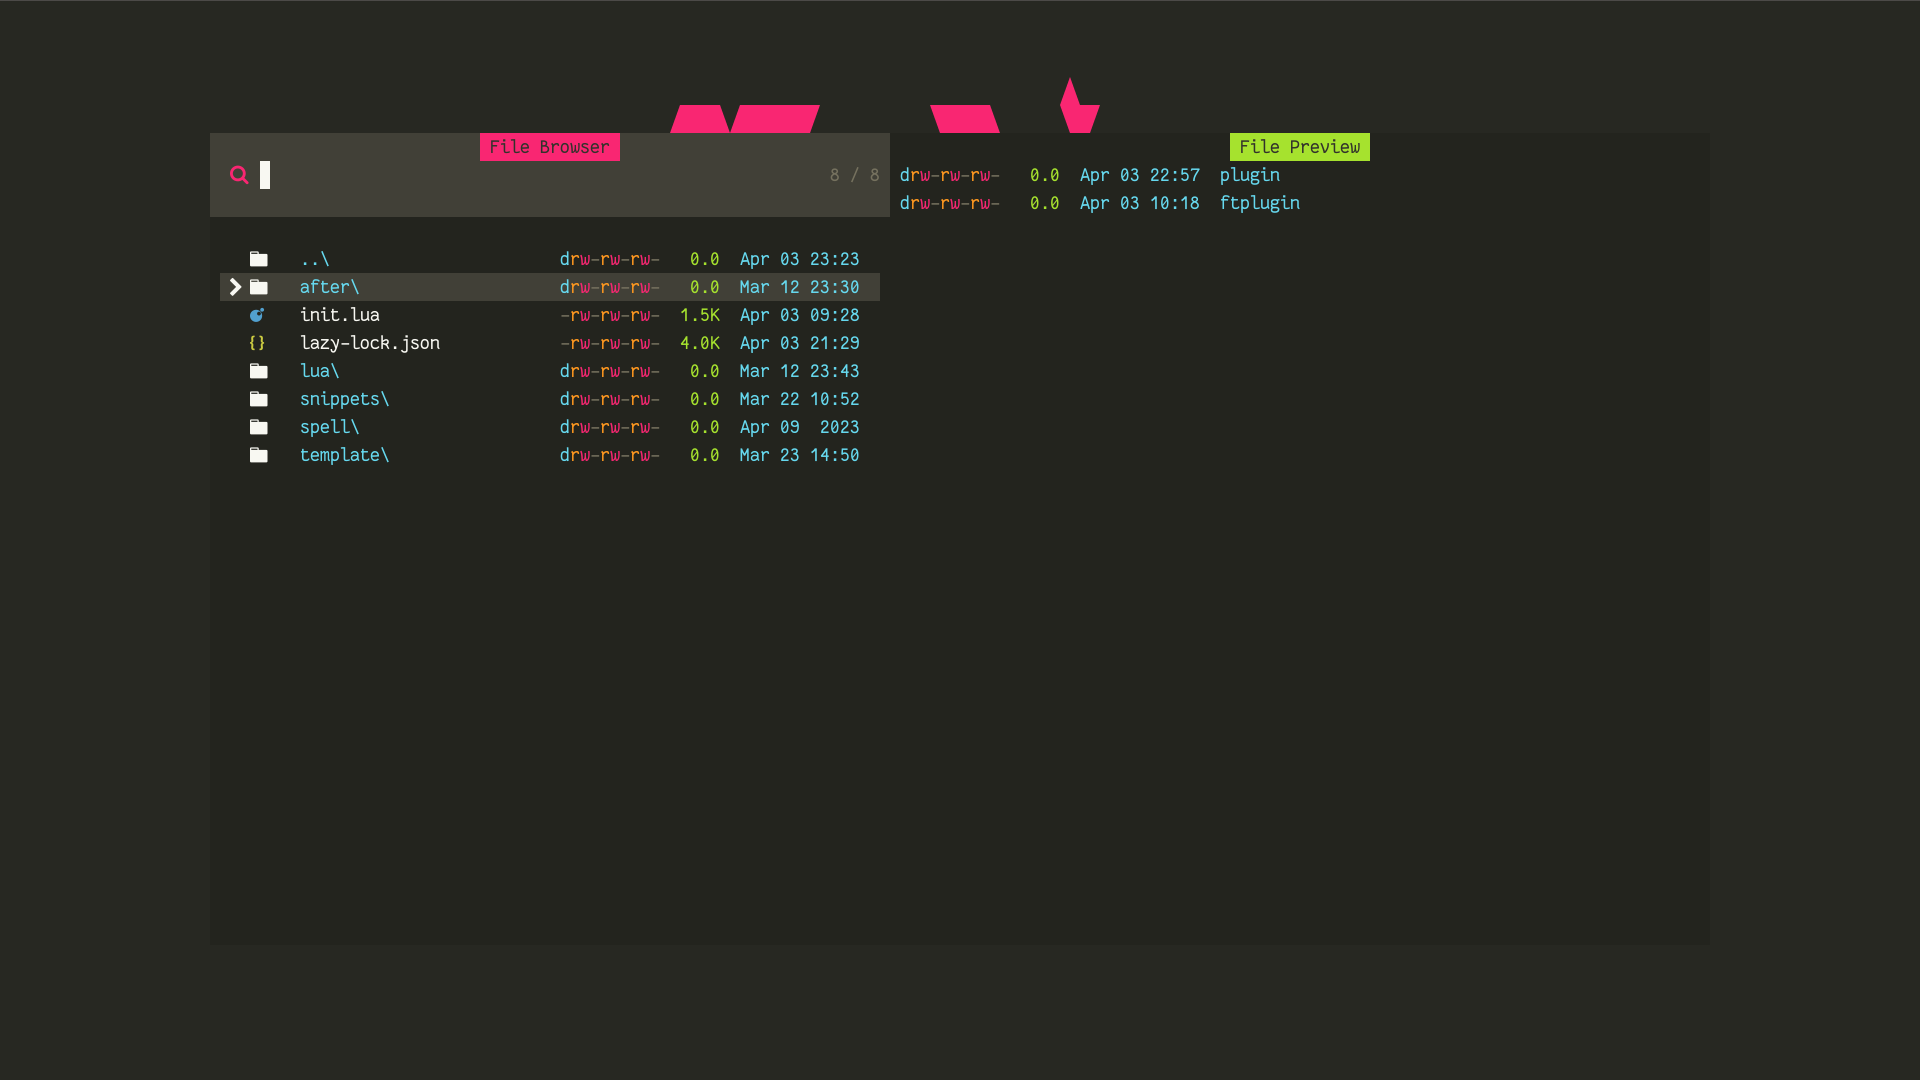 File Browser
8 / 8
..\ drw-rw-rw- 0.0 Apr 03 23:23
after\ drw-rw-rw- 0.0 Mar 12 23:30
init.lua -rw-rw-rw- 1.5K Apr 03 09:28
{} lazy-lock.json -rw-rw-rw- 4.0K Apr 03 21:29
lua\ drw-rw-rw- 0.0 Mar 12 23:43
snippets\ drw-rw-rw- 0.0 Mar 22 10:52
spell\ drw-rw-rw- 0.0 Apr 09 2023
template\ drw-rw-rw- 0.0 Mar 23 14:50
File Preview
drw-rw-rw- 0.0 Apr 03 22:57 plugin
drw-rw-rw- 0.0 Apr 03 10:18 ftplugin